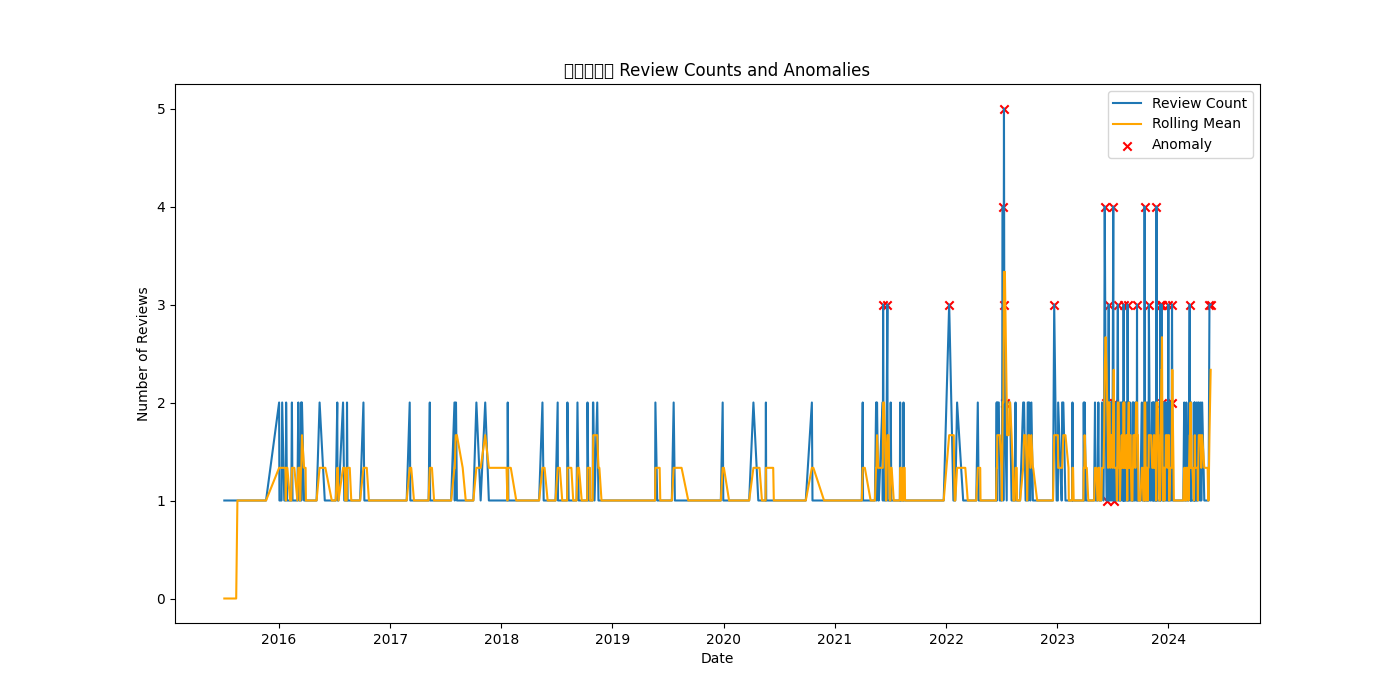 Review Counts and Anomalies
Review Count
Rolling Mean
Anomaly
Number of Reviews
5
4
3
2
1
0
2016 2017 2018 2019 2020 2021 2022 2023 2024
Date